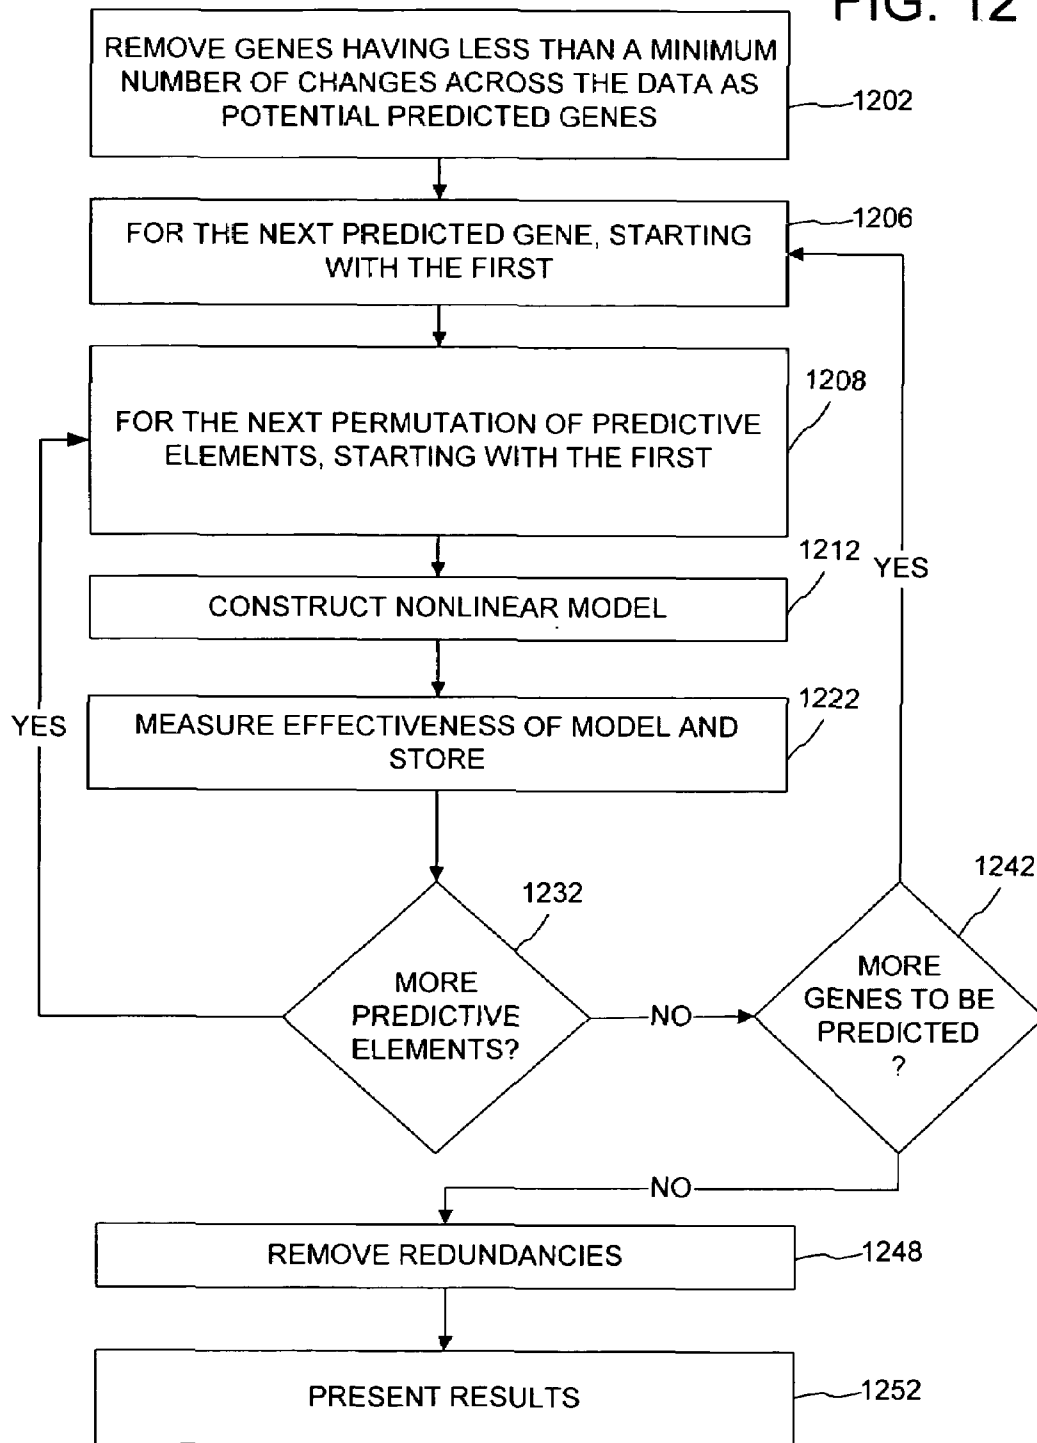 FIG. 12
REMOVE GENES HAVING LESS THAN A MINIMUM
NUMBER OF CHANGES ACROSS THE DATA AS
POTENTIAL PREDICTED GENES
1202
FOR THE NEXT PREDICTED GENE, STARTING
WITH THE FIRST
1206
FOR THE NEXT PERMUTATION OF PREDICTIVE
ELEMENTS, STARTING WITH THE FIRST
1208
CONSTRUCT NONLINEAR MODEL
1212
YES
MEASURE EFFECTIVENESS OF MODEL AND
STORE
1222
YES
MORE
PREDICTIVE
ELEMENTS?
1232
NO
MORE
GENES TO BE
PREDICTED
?
1242
NO
REMOVE REDUNDANCIES
1248
PRESENT RESULTS
1252